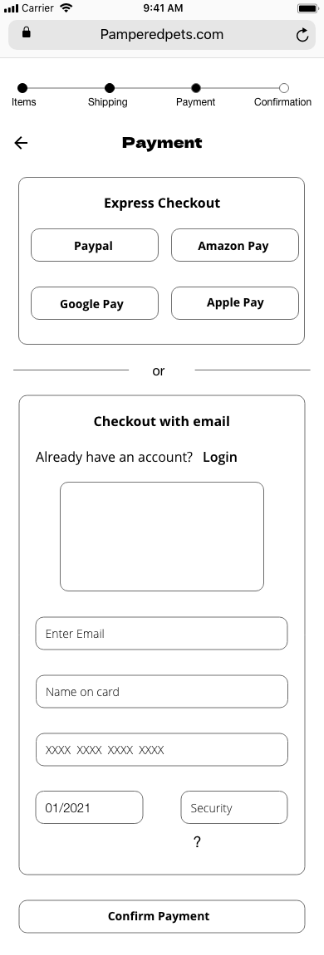 Carrier 9:41 AM
Pamperedpets.com
Items Shipping Payment Confirmation
Payment
Express Checkout
Paypal Amazon Pay
Google Pay Apple Pay
or
Checkout with email
Already have an account? Login
Enter Email
Name on card
XXXX XXXX XXXX XXXX
01/2021 Security
?
Confirm Payment